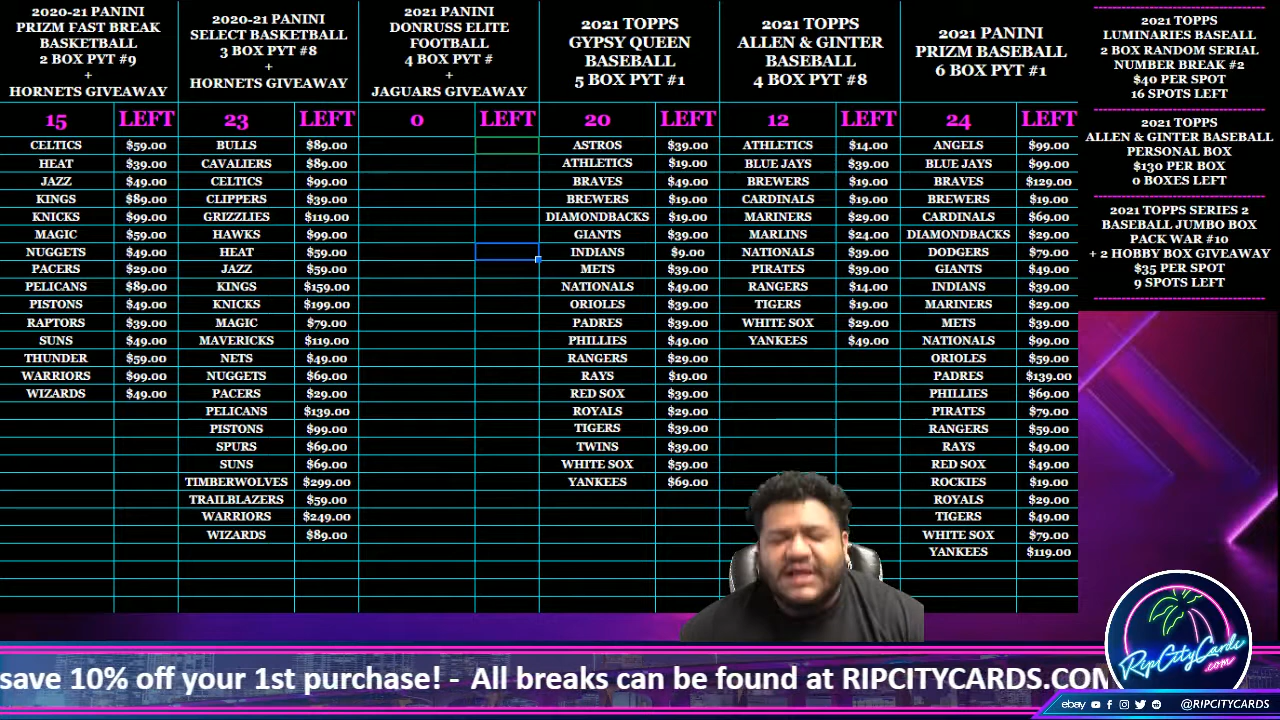 2020-21 PANINI
PRIZM FAST BREAK
BASKETBALL
2 BOX PYT #9
+
HORNETS GIVEAWAY
15 LEFT
CELTICS $59.00
HEAT $39.00
JAZZ $49.00
KINGS $89.00
KNICKS $99.00
MAGIC $59.00
NUGGETS $49.00
PACERS $29.00
PELICANS $89.00
PISTONS $49.00
RAPTORS $39.00
SUNS $49.00
THUNDER $59.00
WARRIORS $99.00
WIZARDS $49.00
2020-21 PANINI
SELECT BASKETBALL
3 BOX PYT #8
+
HORNETS GIVEAWAY
23 LEFT
BULLS $89.00
CAVALIERS $89.00
CELTICS $99.00
CLIPPERS $39.00
GRIZZLIES $119.00
HAWKS $99.00
HEAT $59.00
JAZZ $59.00
KINGS $159.00
KNICKS $199.00
MAGIC $79.00
MAVERICKS $119.00
NETS $49.00
NUGGETS $69.00
PACERS $29.00
PELICANS $139.00
PISTONS $99.00
SPURS $69.00
SUNS $69.00
TIMBERWOLVES $299.00
TRAILBLAZERS $59.00
WARRIORS $249.00
WIZARDS $89.00
2021 PANINI
DONRUSS ELITE
FOOTBALL
4 BOX PYT #
+
JAGUARS GIVEAWAY
0 LEFT
2021 TOPPS
GYPSY QUEEN
BASEBALL
5 BOX PYT #1
20 LEFT
ASTROS $39.00
ATHLETICS $19.00
BRAVES $49.00
BREWERS $19.00
DIAMONDBACKS $19.00
GIANTS $39.00
INDIANS $9.00
METS $39.00
NATIONALS $49.00
ORIOLES $39.00
PADRES $39.00
PHILLIES $49.00
RANGERS $29.00
RAYS $19.00
RED SOX $39.00
ROYALS $29.00
TIGERS $39.00
TWINS $39.00
WHITE SOX $59.00
YANKEES $69.00
2021 TOPPS
ALLEN & GINTER
BASEBALL
4 BOX PYT #8
12 LEFT
ATHLETICS $14.00
BLUE JAYS $39.00
BREWERS $19.00
CARDINALS $19.00
MARINERS $29.00
MARLINS $24.00
NATIONALS $39.00
PIRATES $39.00
RANGERS $14.00
TIGERS $19.00
WHITE SOX $29.00
YANKEES $49.00
2021 PANINI
PRIZM BASEBALL
6 BOX PYT #1
24 LEFT
ANGELS $99.00
BLUE JAYS $99.00
BRAVES $129.00
BREWERS $19.00
CARDINALS $69.00
DIAMONDBACKS $29.00
DODGERS $79.00
GIANTS $49.00
INDIANS $39.00
MARINERS $29.00
METS $39.00
NATIONALS $99.00
ORIOLES $59.00
PADRES $139.00
PHILLIES $69.00
PIRATES $79.00
RANGERS $59.00
RAYS $49.00
RED SOX $49.00
ROCKIES $19.00
ROYALS $29.00
TIGERS $49.00
WHITE SOX $79.00
YANKEES $119.00
2021 TOPPS
LUMINARIES BASEALL
2 BOX RANDOM SERIAL
NUMBER BREAK #2
$40 PER SPOT
16 SPOTS LEFT
2021 TOPPS
ALLEN & GINTER BASEBALL
PERSONAL BOX
$130 PER BOX
0 BOXES LEFT
2021 TOPPS SERIES 2
BASEBALL JUMBO BOX
PACK WAR #10
+ 2 HOBBY BOX GIVEAWAY
$35 PER SPOT
9 SPOTS LEFT
save 10% off your 1st purchase! - All breaks can be found at RIPCITYCARDS.COM
RipCityCards
.com
ebay @RIPCITYCARDS